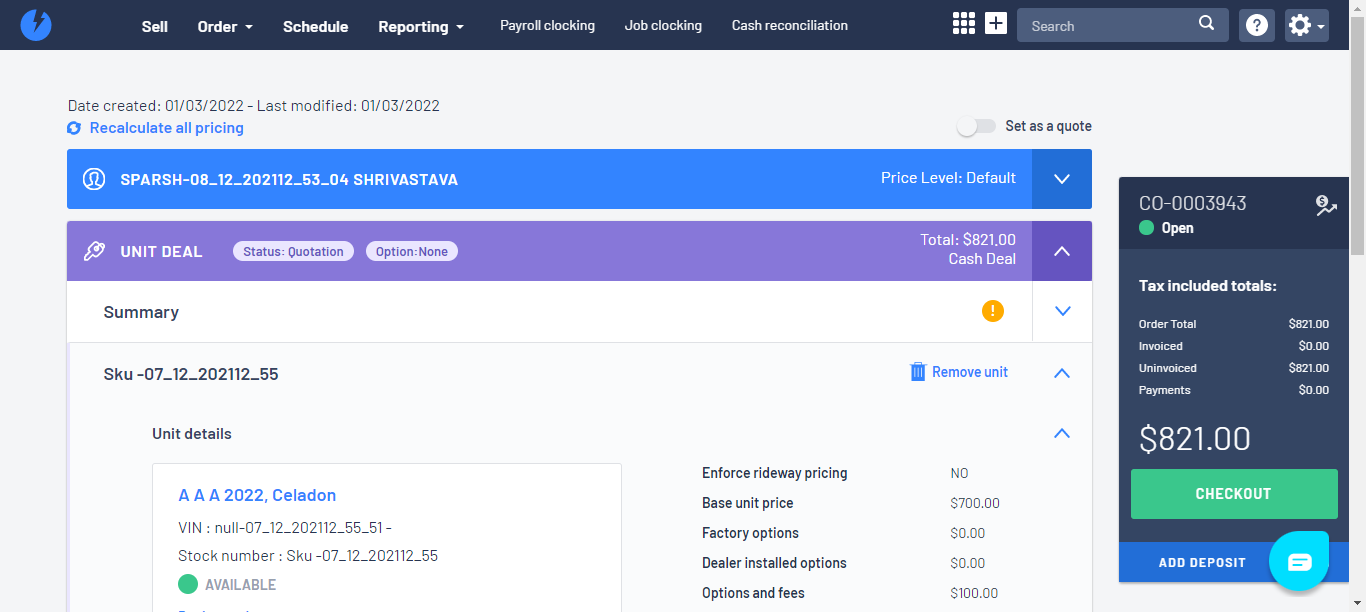 Sell Order Schedule Reporting Payroll clocking Job clocking Cash reconciliation Search ?
Date created: 01/03/2022 - Last modified: 01/03/2022
Recalculate all pricing
Set as a quote
SPARSH-08_12_202112_53_04 SHRIVASTAVA Price Level: Default
UNIT DEAL Status: Quotation Option:None
Total: $821.00
Cash Deal
Summary !
Sku -07_12_202112_55 Remove unit
Unit details
A A A 2022, Celadon
VIN : null-07_12_202112_55_51 -
Stock number : Sku -07_12_202112_55
AVAILABLE
Enforce rideway pricing NO
Base unit price $700.00
Factory options $0.00
Dealer installed options $0.00
Options and fees $100.00
CO-0003943
Open
Tax included totals:
Order Total $821.00
Invoiced $0.00
Uninvoiced $821.00
Payments $0.00
$821.00
CHECKOUT
ADD DEPOSIT